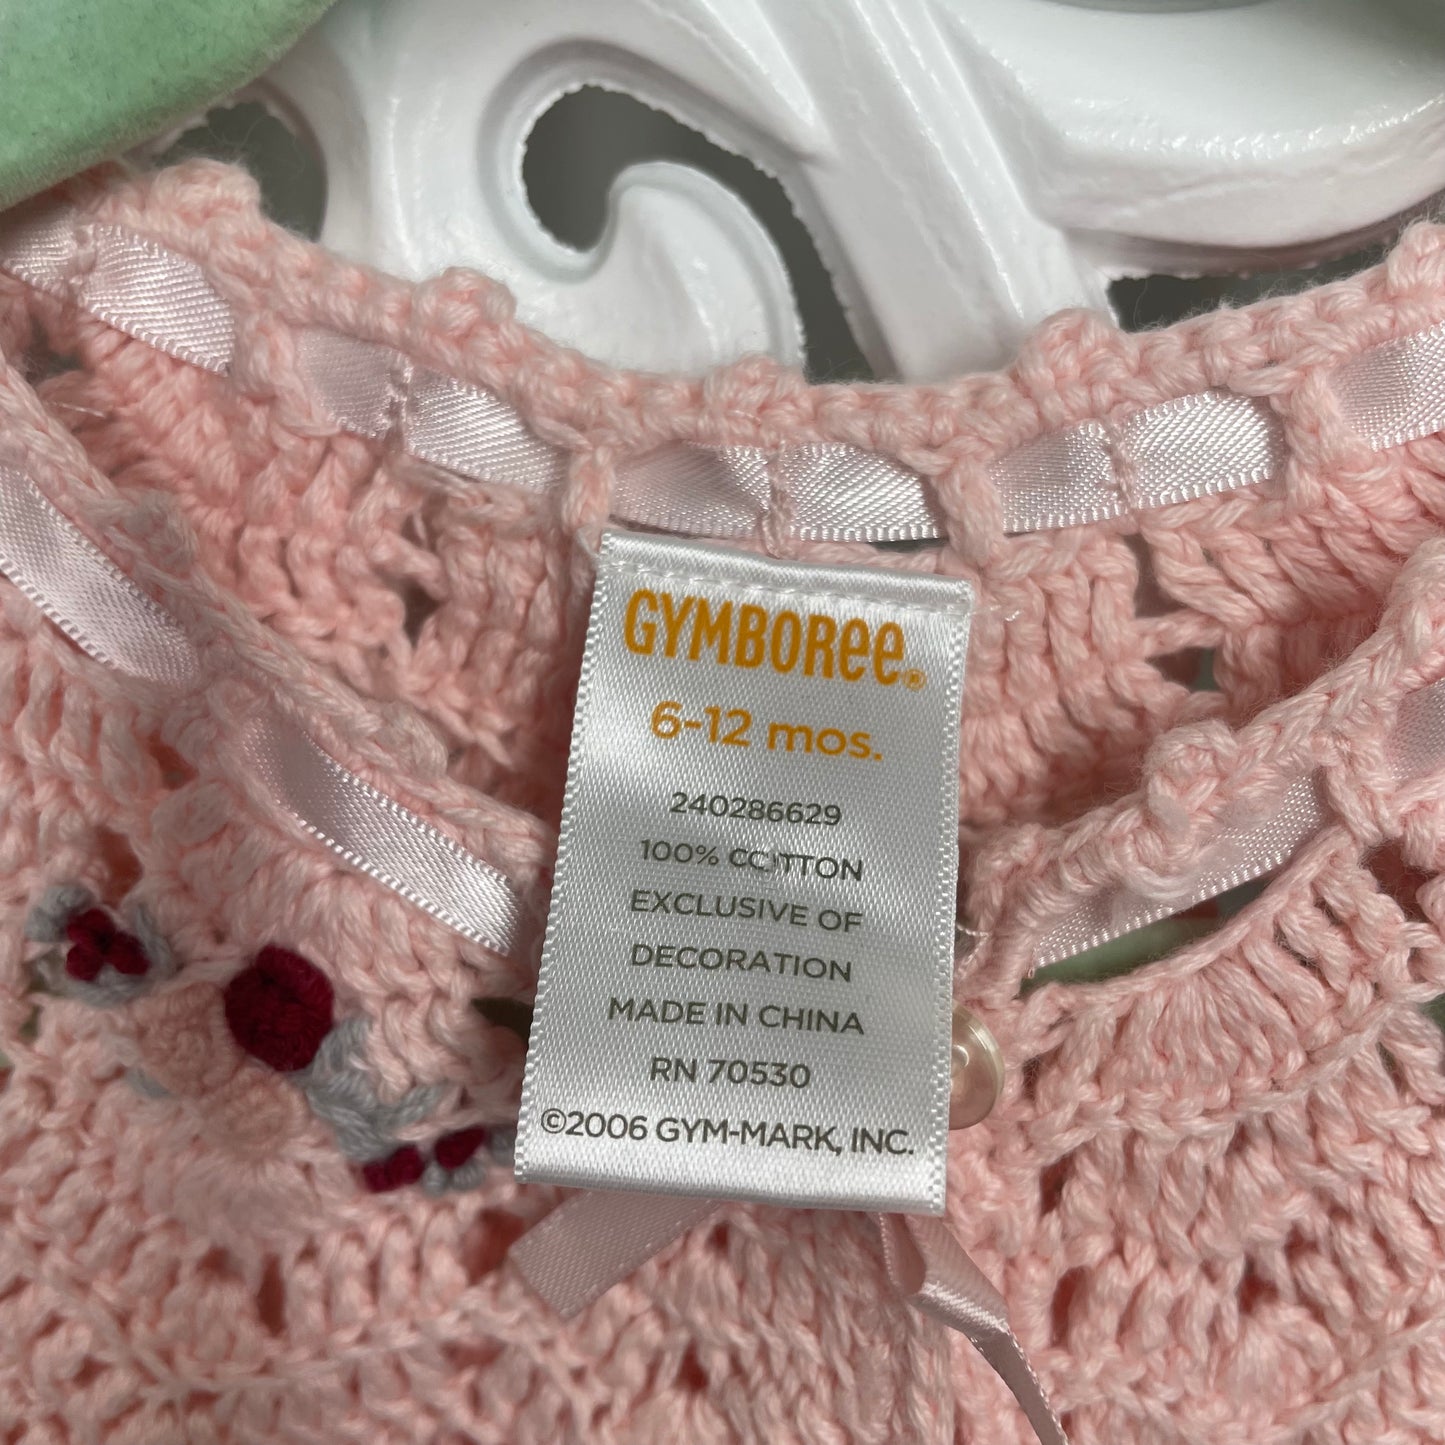 GYMBOREE®
6-12 mos.
240286629
100% COTTON
EXCLUSIVE OF
DECORATION
MADE IN CHINA
RN 70530
©2006 GYM-MARK, INC.